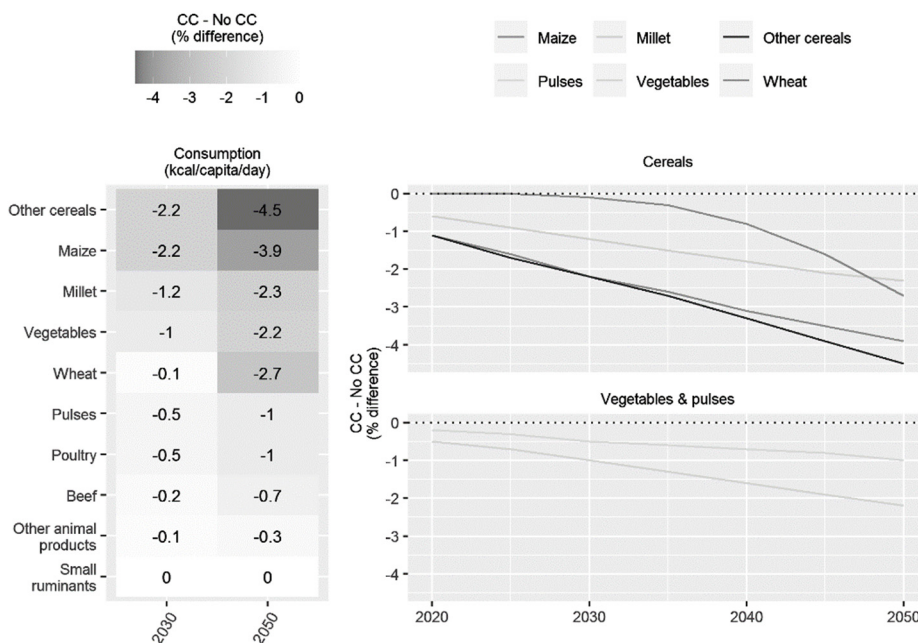 CC - No CC
(% difference)
-4 -3 -2 -1 0
Maize Millet Other cereals
Pulses Vegetables Wheat
Consumption
(kcal/capita/day)
Other cereals -2.2 -4.5
Maize -2.2 -3.9
Millet -1.2 -2.3
Vegetables -1 -2.2
Wheat -0.1 -2.7
Pulses -0.5 -1
Poultry -0.5 -1
Beef -0.2 -0.7
Other animal
products -0.1 -0.3
Small
ruminants 0 0
2030 2050
CC - No CC
(% difference)
Cereals
0
-1
-2
-3
-4
Vegetables & pulses
0
-1
-2
-3
-4
2020 2030 2040 2050